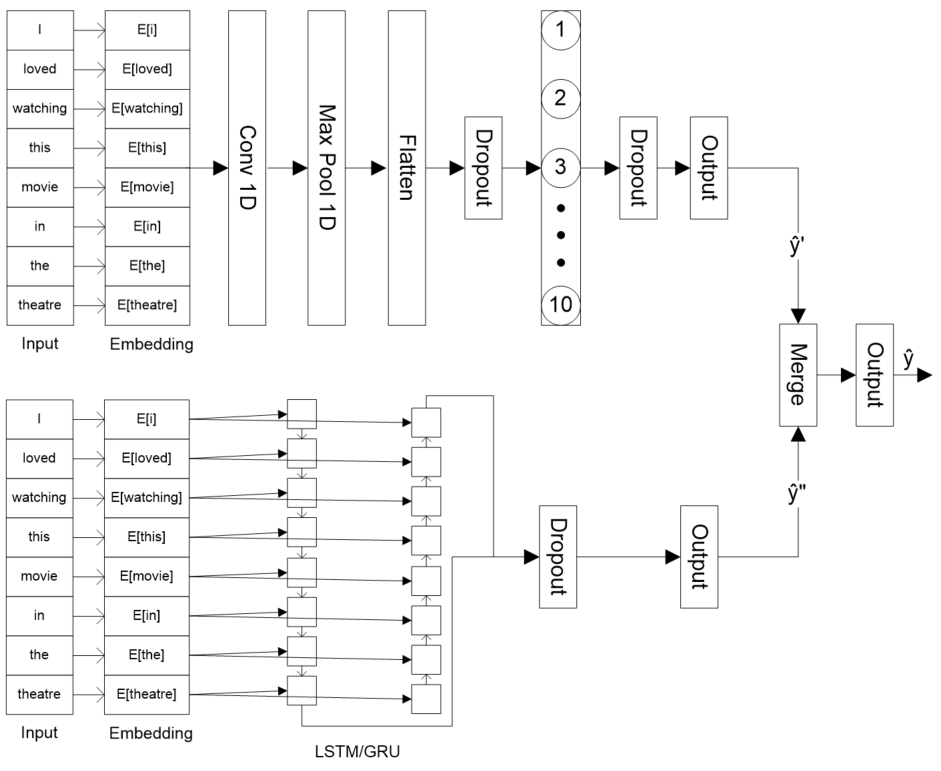 I
E[i]
loved
E[loved]
watching
E[watching]
this
E[this]
movie
E[movie]
in
E[in]
the
E[the]
theatre
E[theatre]
Input
Embedding
Conv 1D
Max Pool 1D
Flatten
Dropout
1
2
3
10
Dropout
Output
ŷ'
Merge
Output
ŷ
I
E[i]
loved
E[loved]
watching
E[watching]
this
E[this]
movie
E[movie]
in
E[in]
the
E[the]
theatre
E[theatre]
Input
Embedding
LSTM/GRU
Dropout
Output
ŷ"